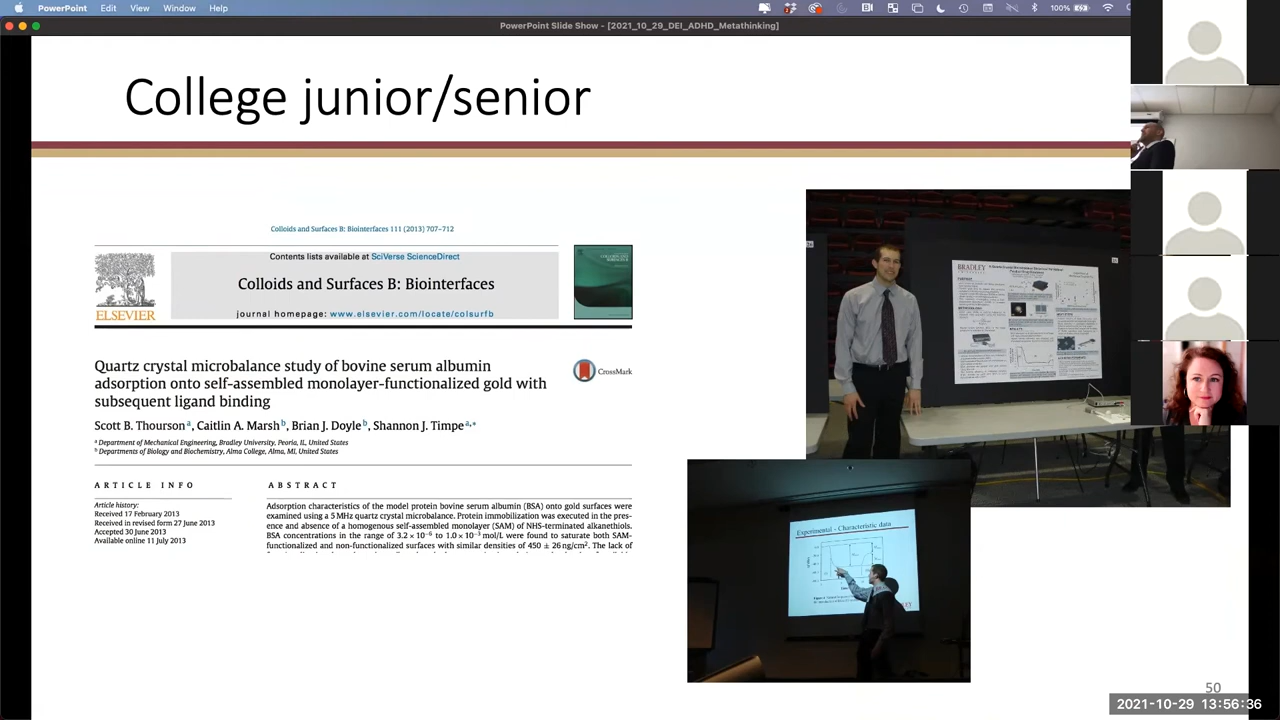 PowerPoint File Edit View Window Help
100%
PowerPoint Slide Show - [2021_10_29_DEI_ADHD_Metathinking]
College junior/senior
Colloids and Surfaces B: Biointerfaces 111 (2013) 707–712
Contents lists available at SciVerse ScienceDirect
Colloids and Surfaces B: Biointerfaces
journal homepage: www.elsevier.com/locate/colsurfb
ELSEVIER
Quartz crystal microbalance study of bovine serum albumin
adsorption onto self-assembled monolayer-functionalized gold with
subsequent ligand binding
CrossMark
Scott B. Thourson a, Caitlin A. Marsh b, Brian J. Doyle b, Shannon J. Timpe a,*
a Department of Mechanical Engineering, Bradley University, Peoria, IL, United States
b Departments of Biology and Biochemistry, Alma College, Alma, MI, United States
ARTICLE INFO
Article history:
Received 17 February 2013
Received in revised form 27 June 2013
Accepted 30 June 2013
Available online 11 July 2013
ABSTRACT
Adsorption characteristics of the model protein bovine serum albumin (BSA) onto gold surfaces were
examined using a 5 MHz quartz crystal microbalance. Protein immobilization was executed in the pres-
ence and absence of a homogenous self-assembled monolayer (SAM) of NHS-terminated alkanethiols.
BSA concentrations in the range of 3.2 × 10−6 to 1.0 × 10−3 mol/L were found to saturate both SAM-
functionalized and non-functionalized surfaces with similar densities of 450 ± 26 ng/cm2. The lack of
BRADLEY
Experimental - Characteristic data
50
2021-10-29 13:56:36